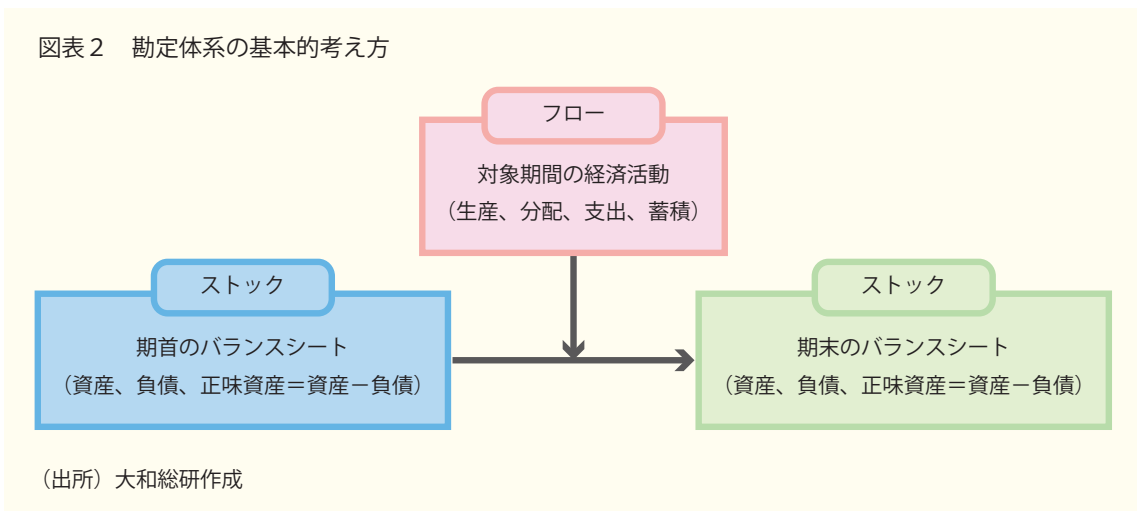 図表２　勘定体系の基本的考え方
フロー
対象期間の経済活動
（生産、分配、支出、蓄積）
ストック
期首のバランスシート
（資産、負債、正味資産＝資産－負債）
ストック
期末のバランスシート
（資産、負債、正味資産＝資産－負債）
（出所）大和総研作成